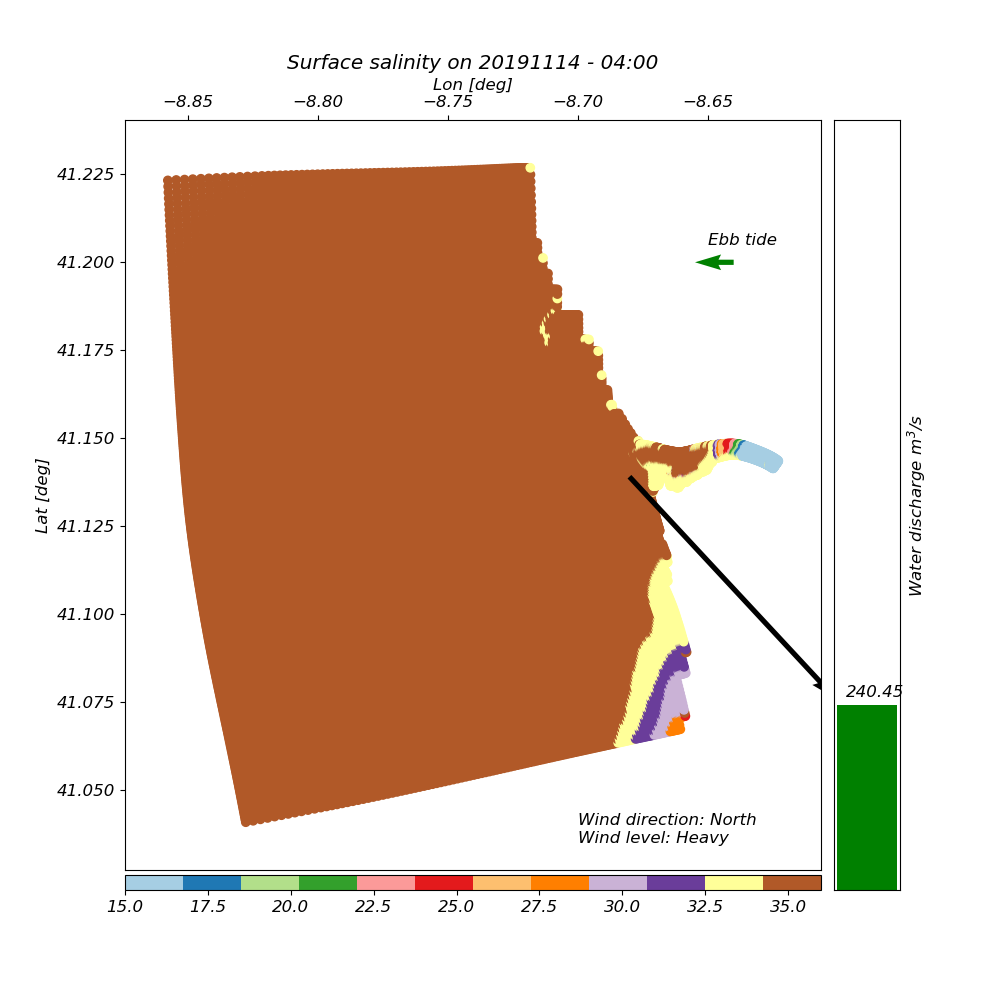 Surface salinity on 20191114 - 04:00
Lon [deg]
−8.85 −8.80 −8.75 −8.70 −8.65
41.225
41.200
41.175
41.150
41.125
41.100
41.075
41.050
Lat [deg]
Ebb tide
Water discharge m³/s
240.45
Wind direction: North
Wind level: Heavy
15.0 17.5 20.0 22.5 25.0 27.5 30.0 32.5 35.0